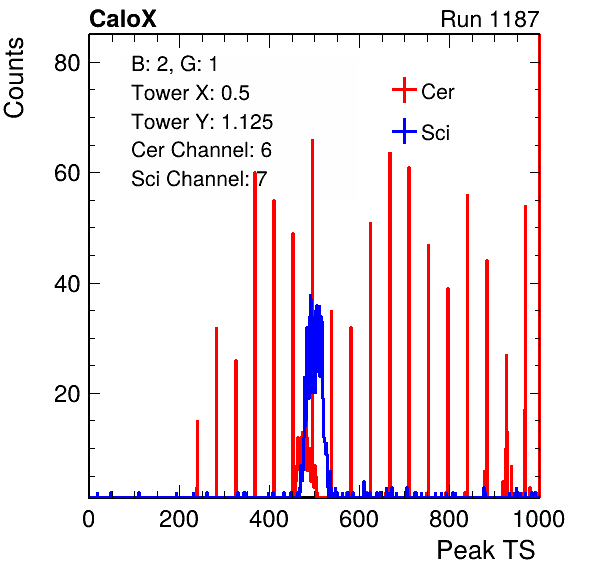 CaloX
Run 1187
Counts
80
60
40
20
B: 2, G: 1
Tower X: 0.5
Tower Y: 1.125
Cer Channel: 6
Sci Channel: 7
Cer
Sci
0 200 400 600 800 1000
Peak TS